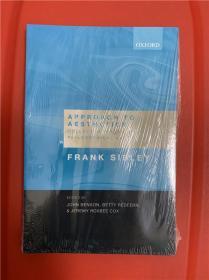 OXFORD
APPROACH TO
AESTHETICS
FRANK SIBLEY
EDITED BY
JOHN BENSON, BETTY REDFERN,
& JEREMY ROXBEE COX